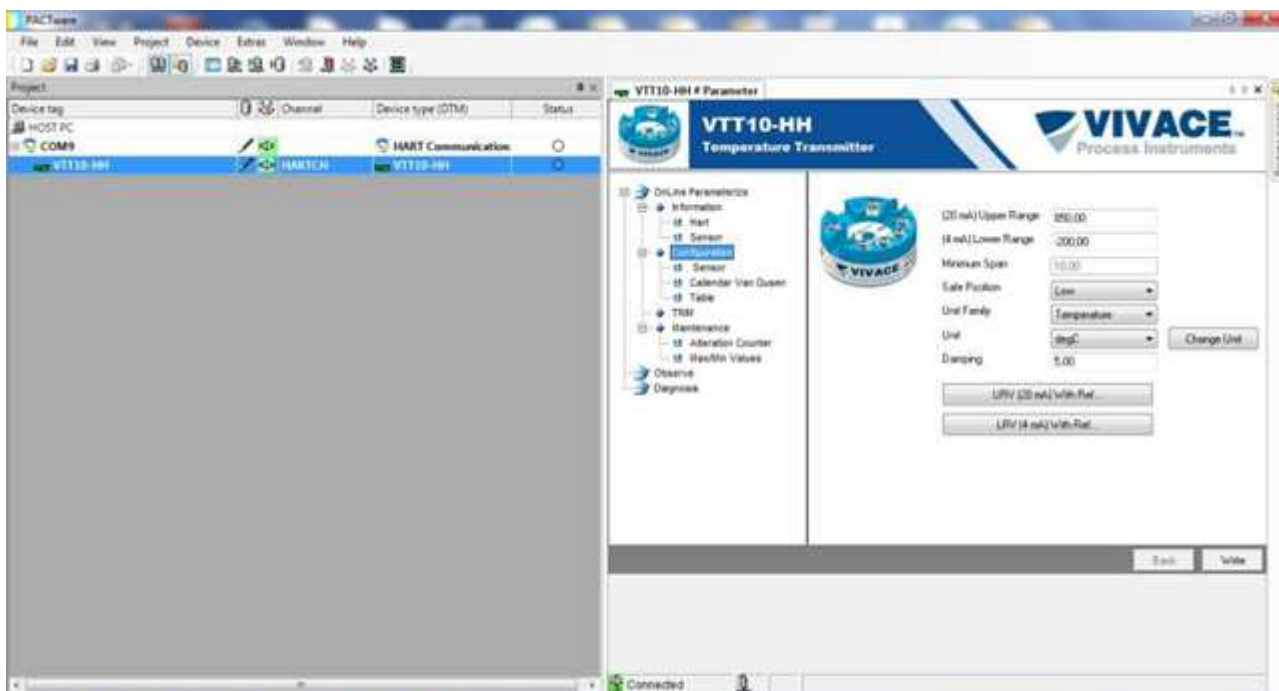 PACTware
File Edit View Project Device Extras Window Help
Project
Device tag Channel Device type (DTM) Status
HOST PC
COM9 HART Communication
VTT10-HH HARTCH VTT10-HH
VTT10-HH # Parameter
VTT10-HH
Temperature Transmitter
VIVACE
Process Instruments
OnLine Parameterize
Information
Hart
Sensor
Configuration
Sensor
Calendar Van Dusen
Table
TRIM
Maintenance
Alteration Counter
Max/Min Values
Observe
Diagnosis
VIVACE
(20 mA) Upper Range 850.00
(4 mA) Lower Range -200.00
Minimum Span 10.00
Safe Position Low
Unit Family Temperature
Unit degC Change Unit
Damping 5.00
URV (20 mA) With Ref...
LRV (4 mA) With Ref...
Back Write
Connected